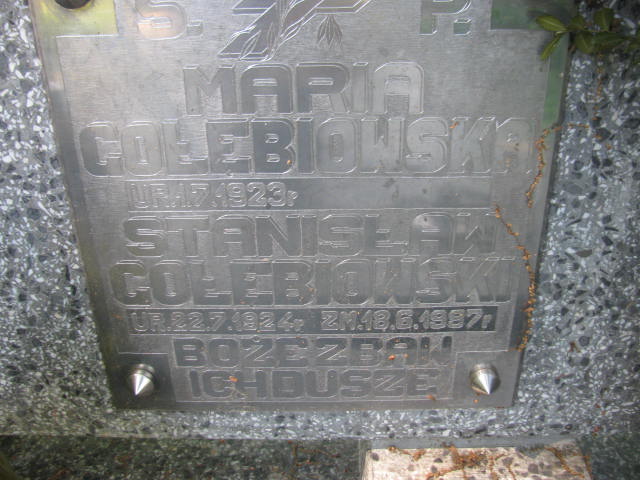 Ś. P.
MARIA
GOŁĘBIOWSKA
UR.1.7.1923r
STANISŁAW
GOŁĘBIOWSKI
UR.22.7.1924r ZM.18.6.1987r
BOŻE ZBAW
ICH DUSZE